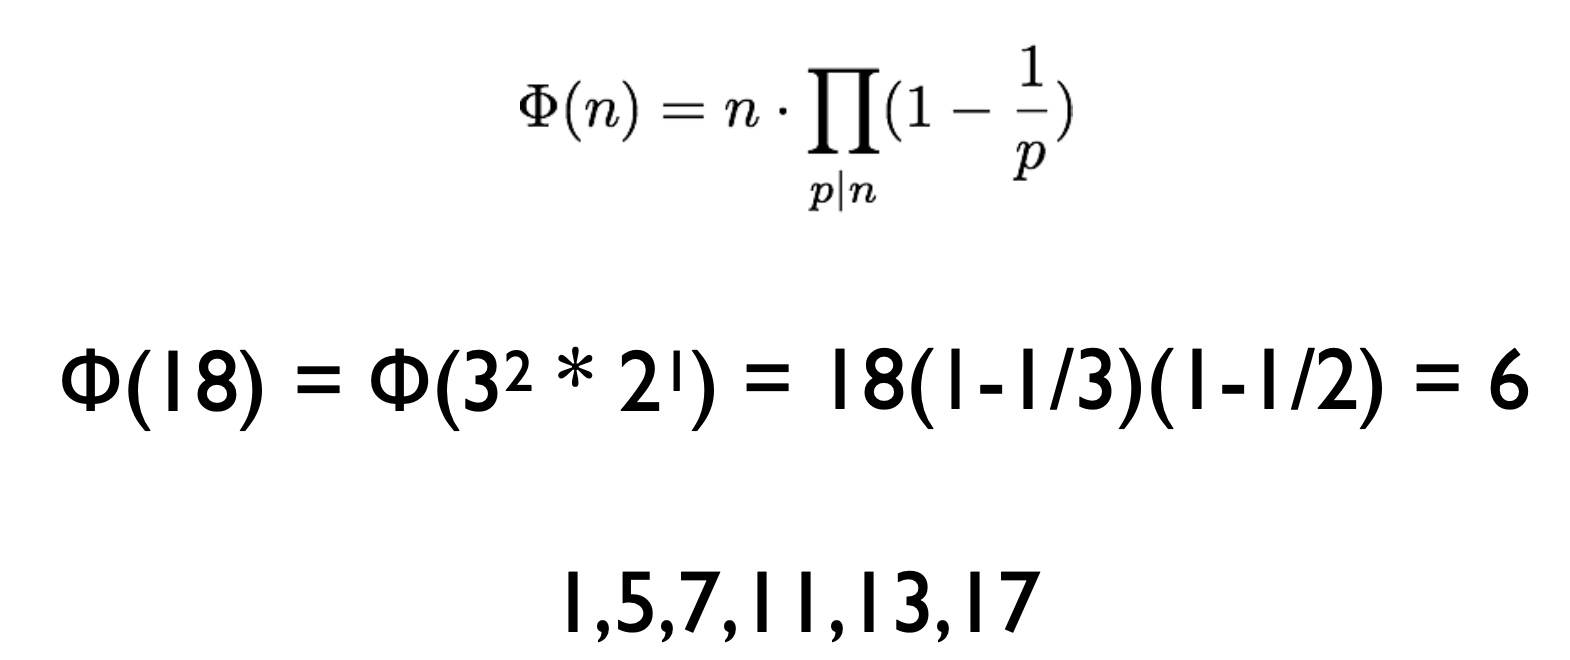 Φ(n) = n · ∏_{p|n} (1 − 1/p)
Φ(18) = Φ(3² * 2¹) = 18(1-1/3)(1-1/2) = 6
1,5,7,11,13,17